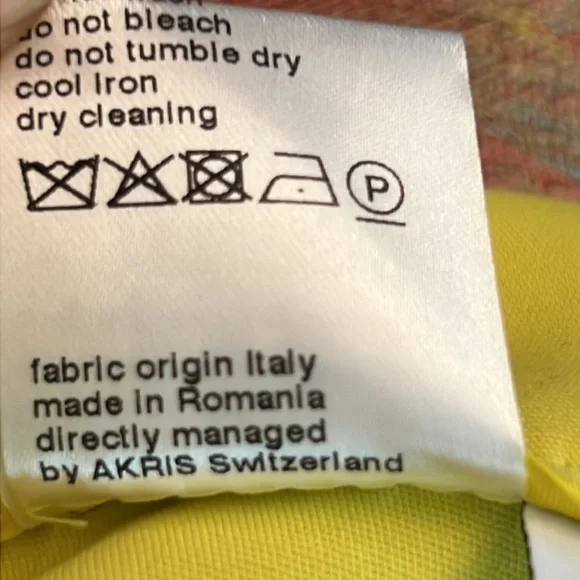 do not bleach
do not tumble dry
cool iron
dry cleaning
P
fabric origin Italy
made in Romania
directly managed
by AKRIS Switzerland